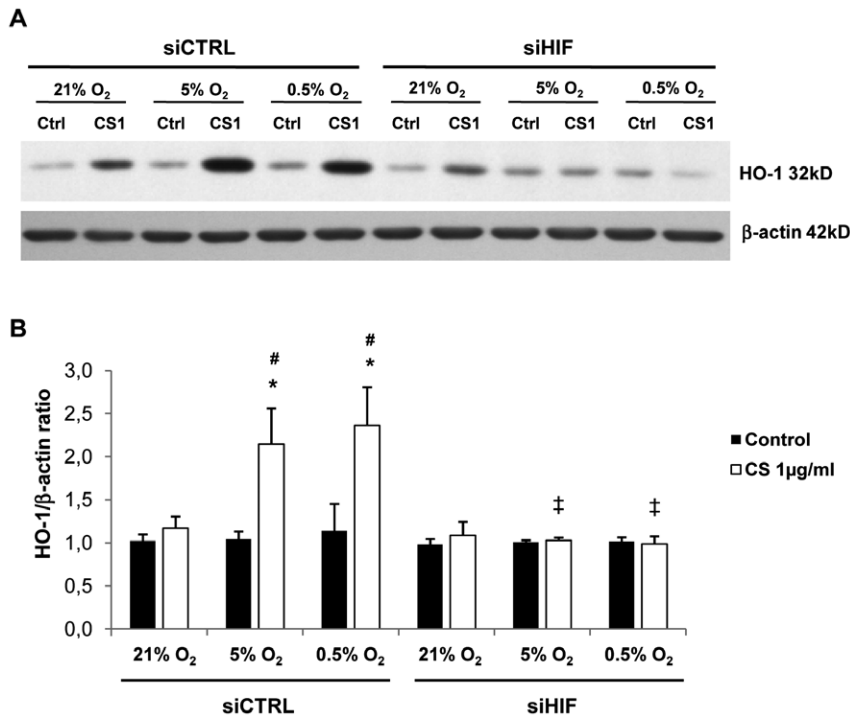 A
siCTRL siHIF
21% O₂ 5% O₂ 0.5% O₂ 21% O₂ 5% O₂ 0.5% O₂
Ctrl CS1 Ctrl CS1 Ctrl CS1 Ctrl CS1 Ctrl CS1 Ctrl CS1
HO-1 32kD
β-actin 42kD
B
HO-1/β-actin ratio
3,0
2,5
2,0
1,5
1,0
0,5
0,0
# #
* *
‡ ‡
Control
CS 1µg/ml
21% O₂ 5% O₂ 0.5% O₂ 21% O₂ 5% O₂ 0.5% O₂
siCTRL siHIF